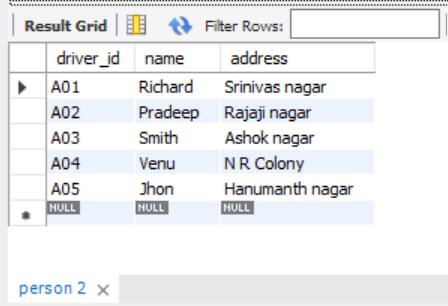 Result Grid Filter Rows:
driver_id name address
A01 Richard Srinivas nagar
A02 Pradeep Rajaji nagar
A03 Smith Ashok nagar
A04 Venu N R Colony
A05 Jhon Hanumanth nagar
NULL NULL NULL
person 2